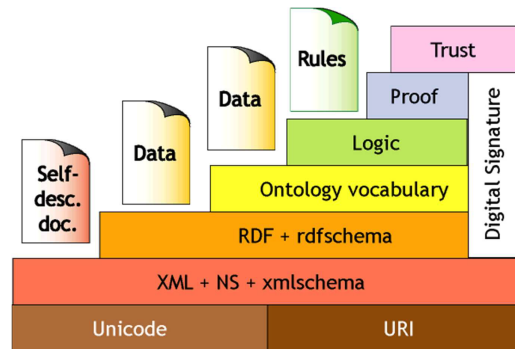 Trust
Rules
Proof
Data
Logic
Data
Digital Signature
Self-
desc.
doc.
Ontology vocabulary
RDF + rdfschema
XML + NS + xmlschema
Unicode
URI